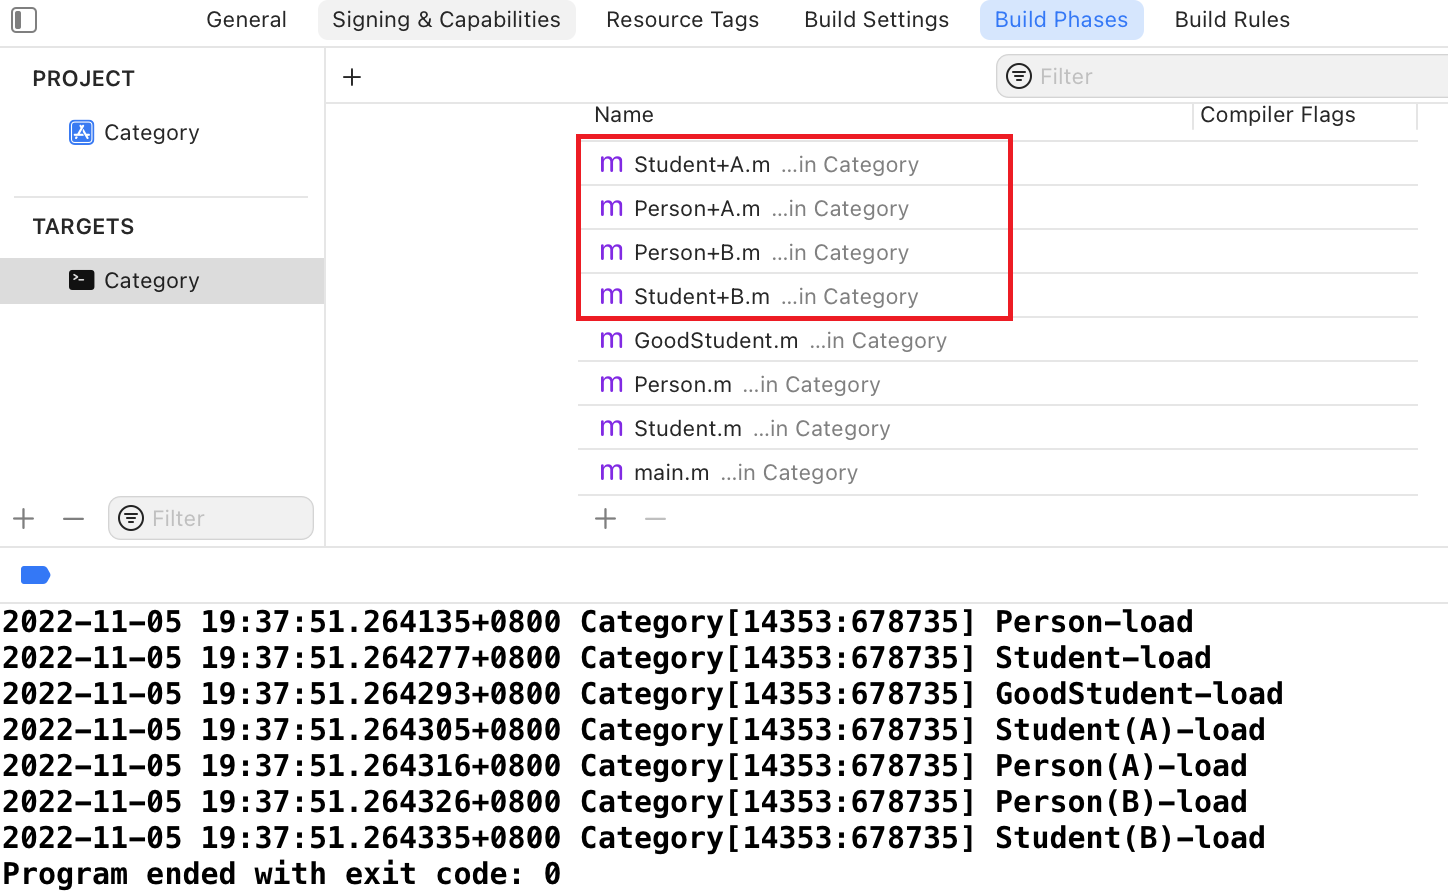 General Signing & Capabilities Resource Tags Build Settings Build Phases Build Rules
PROJECT
Category
TARGETS
Category
Filter
Filter
Name Compiler Flags
m Student+A.m ...in Category
m Person+A.m ...in Category
m Person+B.m ...in Category
m Student+B.m ...in Category
m GoodStudent.m ...in Category
m Person.m ...in Category
m Student.m ...in Category
m main.m ...in Category
2022-11-05 19:37:51.264135+0800 Category[14353:678735] Person-load
2022-11-05 19:37:51.264277+0800 Category[14353:678735] Student-load
2022-11-05 19:37:51.264293+0800 Category[14353:678735] GoodStudent-load
2022-11-05 19:37:51.264305+0800 Category[14353:678735] Student(A)-load
2022-11-05 19:37:51.264316+0800 Category[14353:678735] Person(A)-load
2022-11-05 19:37:51.264326+0800 Category[14353:678735] Person(B)-load
2022-11-05 19:37:51.264335+0800 Category[14353:678735] Student(B)-load
Program ended with exit code: 0